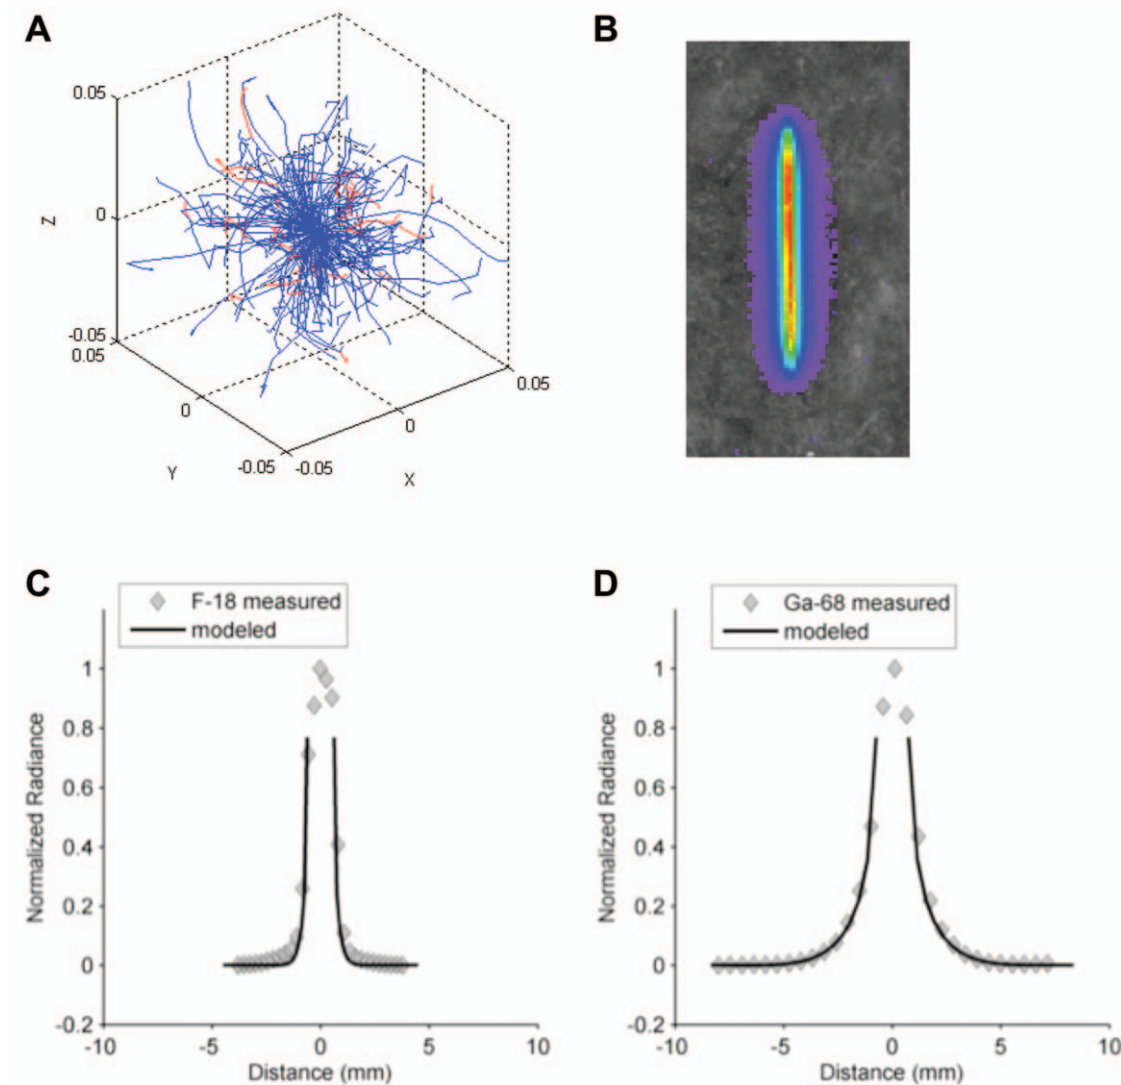 A
0.05
0
-0.05
0.05
0
-0.05
-0.05
0
0.05
Z
Y
X
B
C
F-18 measured
modeled
1
0.8
0.6
0.4
0.2
0
-0.2
-10
-5
0
5
10
Normalized Radiance
Distance (mm)
D
Ga-68 measured
modeled
1
0.8
0.6
0.4
0.2
0
-0.2
-10
-5
0
5
10
Normalized Radiance
Distance (mm)